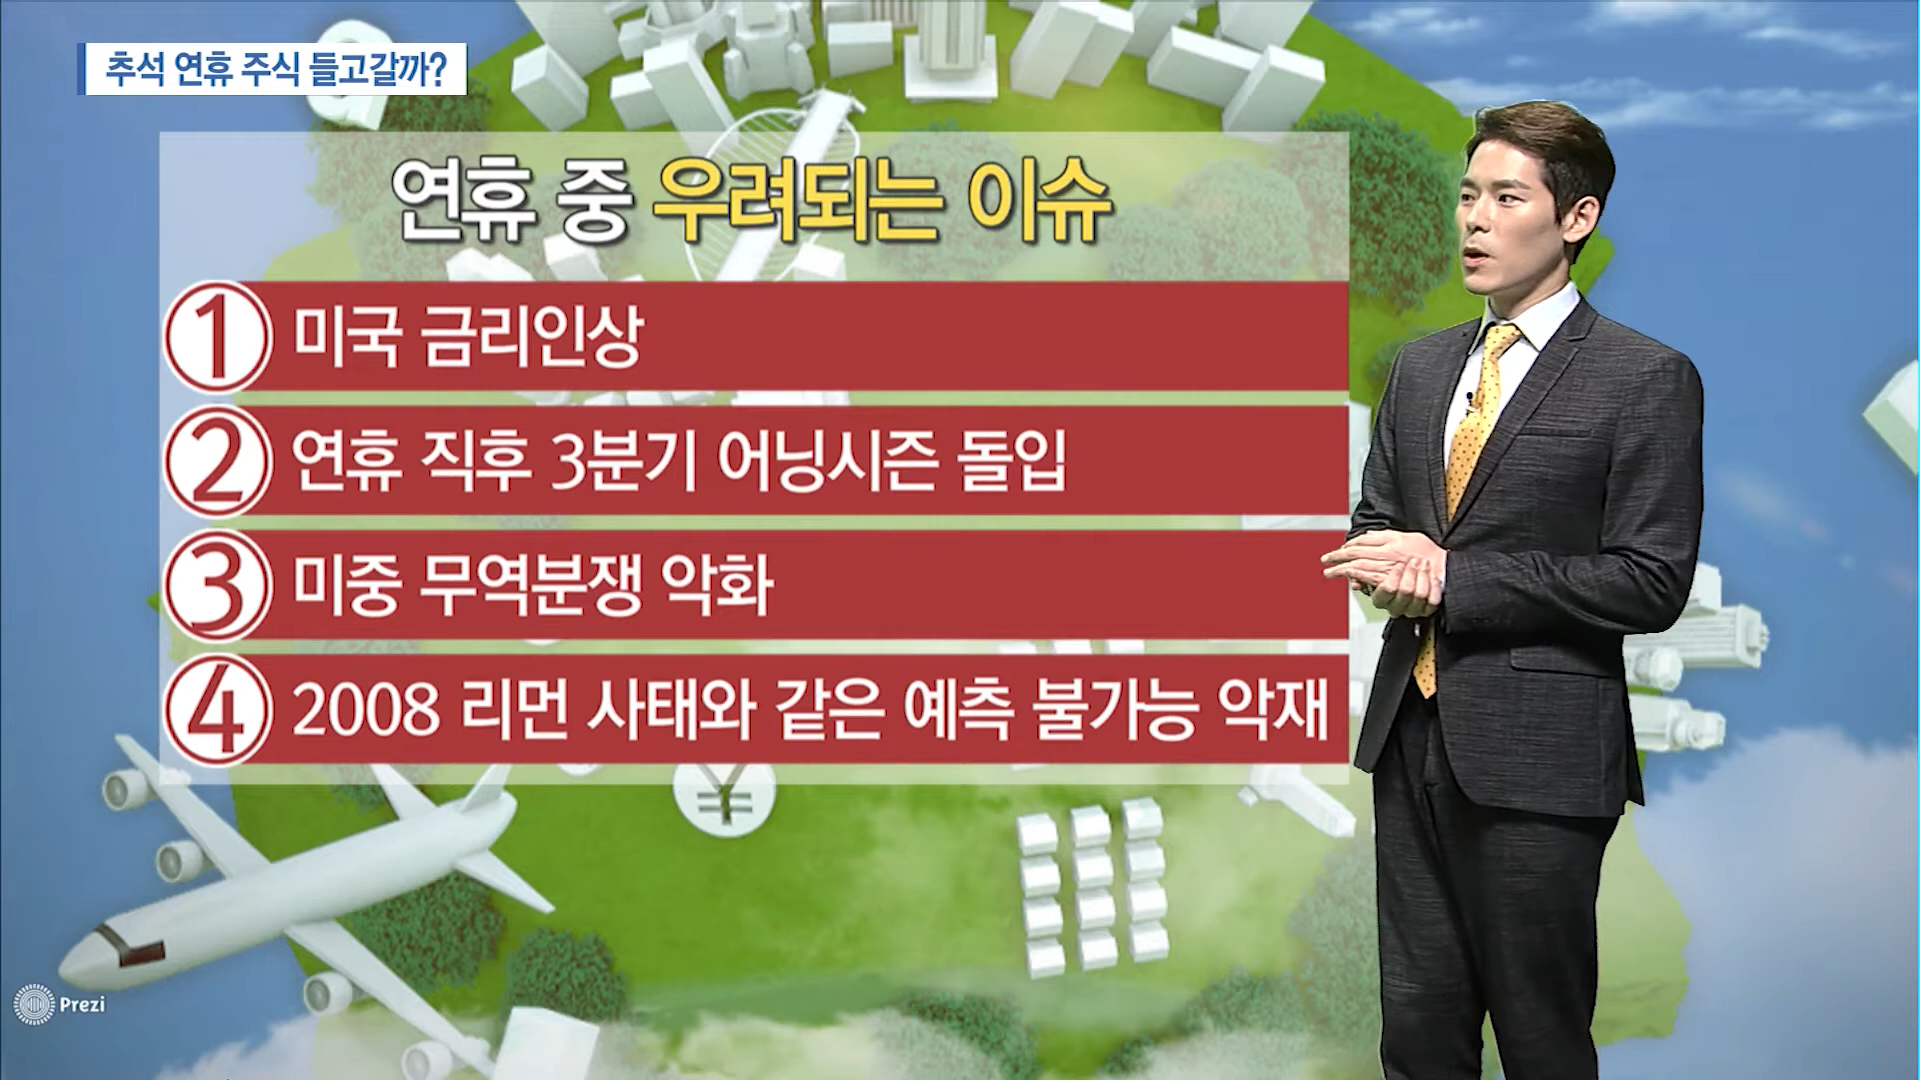 추석 연휴 주식 들고갈까?
연휴 중 우려되는 이슈
① 미국 금리인상
② 연휴 직후 3분기 어닝시즌 돌입
③ 미중 무역분쟁 악화
④ 2008 리먼 사태와 같은 예측 불가능 악재
¥
Prezi